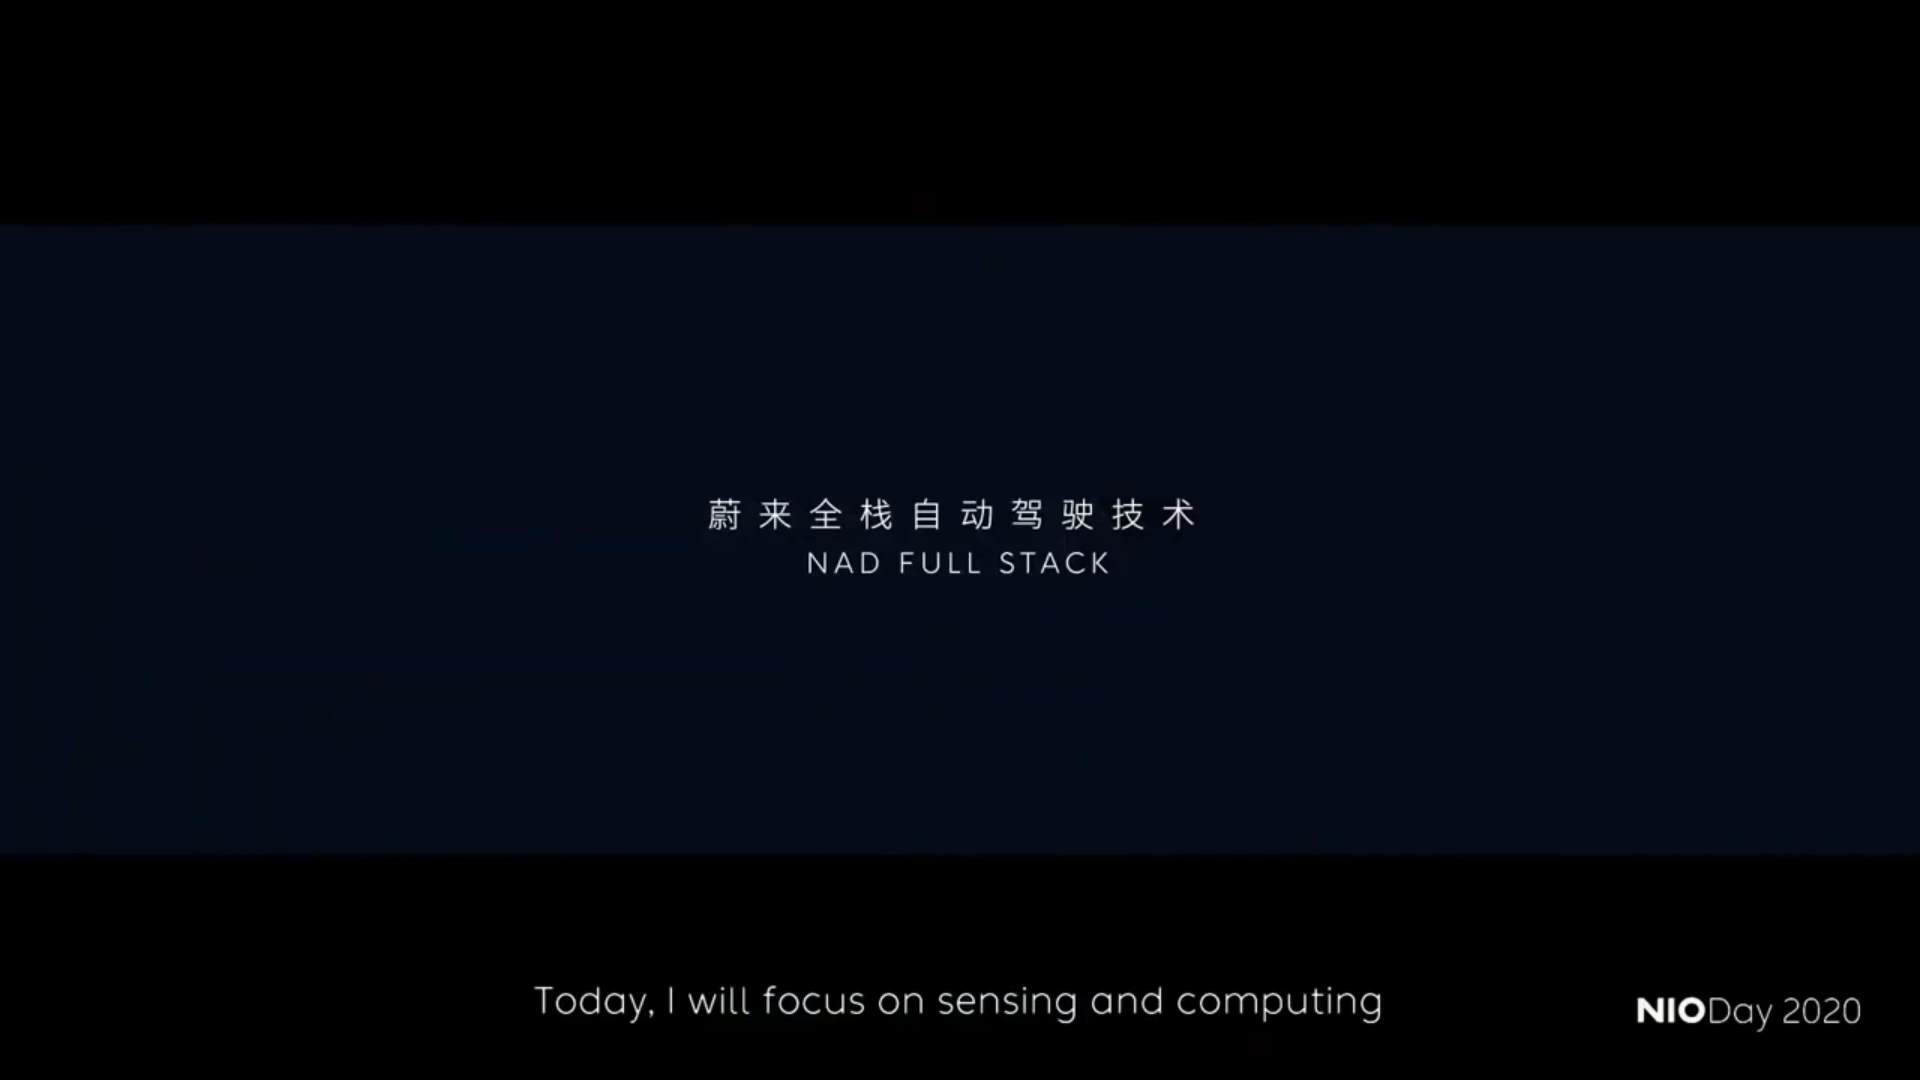 蔚来全栈自动驾驶技术
NAD FULL STACK
Today, I will focus on sensing and computing
NIODay 2020